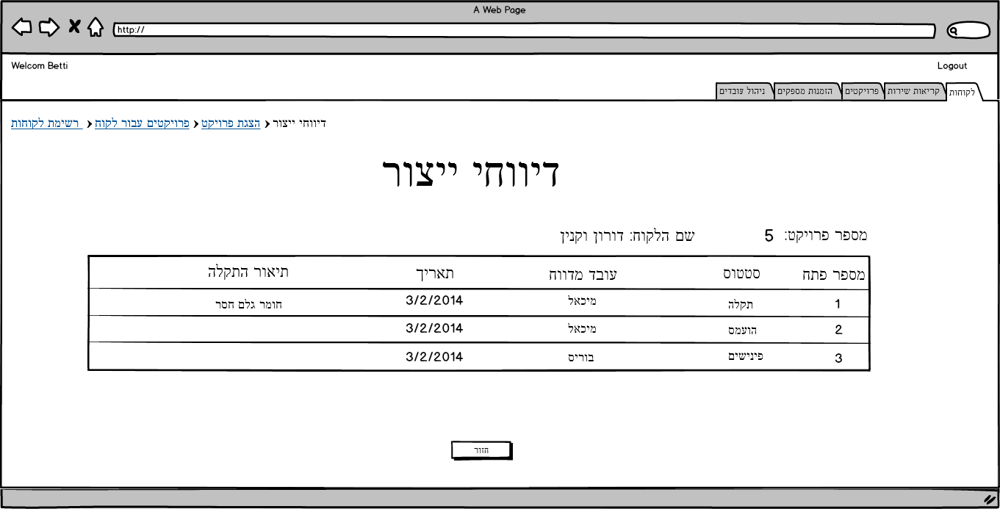 A Web Page
http://
Welcom Betti
Logout
לקוחות
קריאות שירות
פרויקטים
הזמנות מספקים
ניהול עובדים
רשימת לקוחות › פרויקטים עבור לקוח › הצגת פרויקט › דיווחי ייצור
דיווחי ייצור
מספר פרויקט: 5 שם הלקוח: דורון וקנין
מספר פתח סטטוס עובד מדווח תאריך תיאור התקלה
1 תקלה מיכאל 3/2/2014 חומר גלם חסר
2 הועמס מיכאל 3/2/2014
3 פינישים בוריס 3/2/2014
חזור